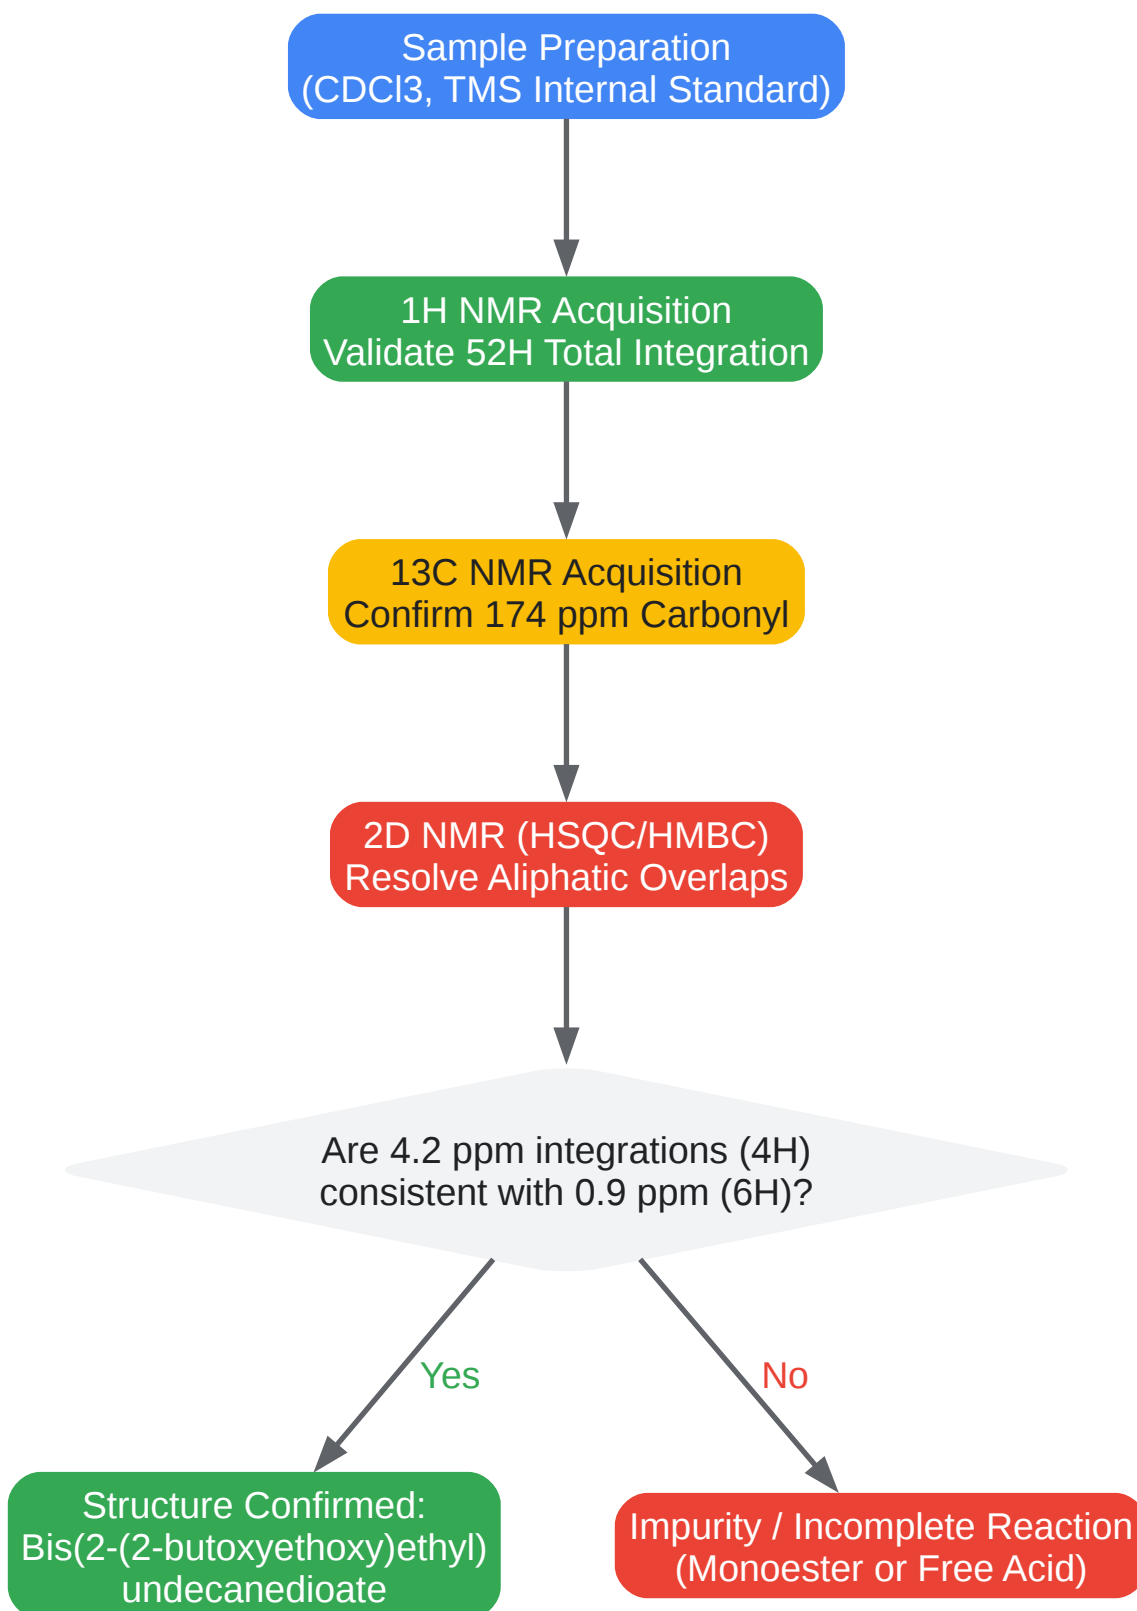 Sample Preparation
(CDCl3, TMS Internal Standard)
1H NMR Acquisition
Validate 52H Total Integration
13C NMR Acquisition
Confirm 174 ppm Carbonyl
2D NMR (HSQC/HMBC)
Resolve Aliphatic Overlaps
Are 4.2 ppm integrations (4H)
consistent with 0.9 ppm (6H)?
Yes
No
Structure Confirmed:
Bis(2-(2-butoxyethoxy)ethyl)
undecanedioate
Impurity / Incomplete Reaction
(Monoester or Free Acid)